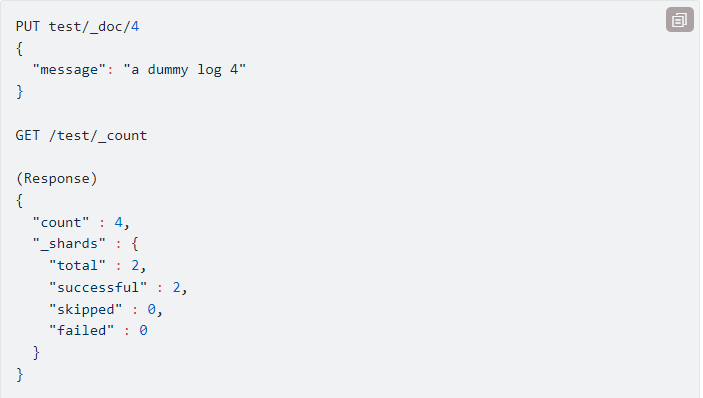 PUT test/_doc/4
{
  "message": "a dummy log 4"
}

GET /test/_count

(Response)
{
  "count" : 4,
  "_shards" : {
    "total" : 2,
    "successful" : 2,
    "skipped" : 0,
    "failed" : 0
  }
}